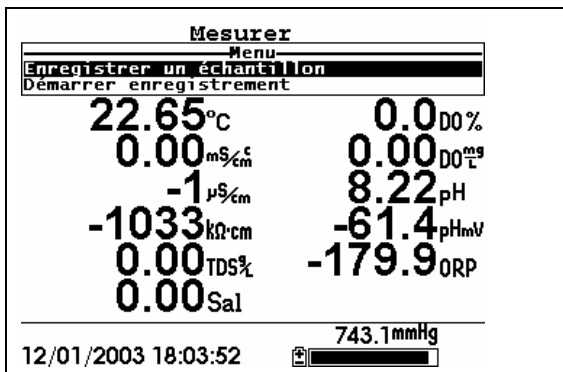 Mesurer
Menu
Enregistrer un échantillon
Démarrer enregistrement
22.65°C 0.0DO %
0.00mS/cm c 0.00DO mg/L
-1µS/cm 8.22pH
-1033kΩ·cm -61.4pHmV
0.00TDS g/L -179.9ORP
0.00Sal
743.1mmHg
12/01/2003 18:03:52